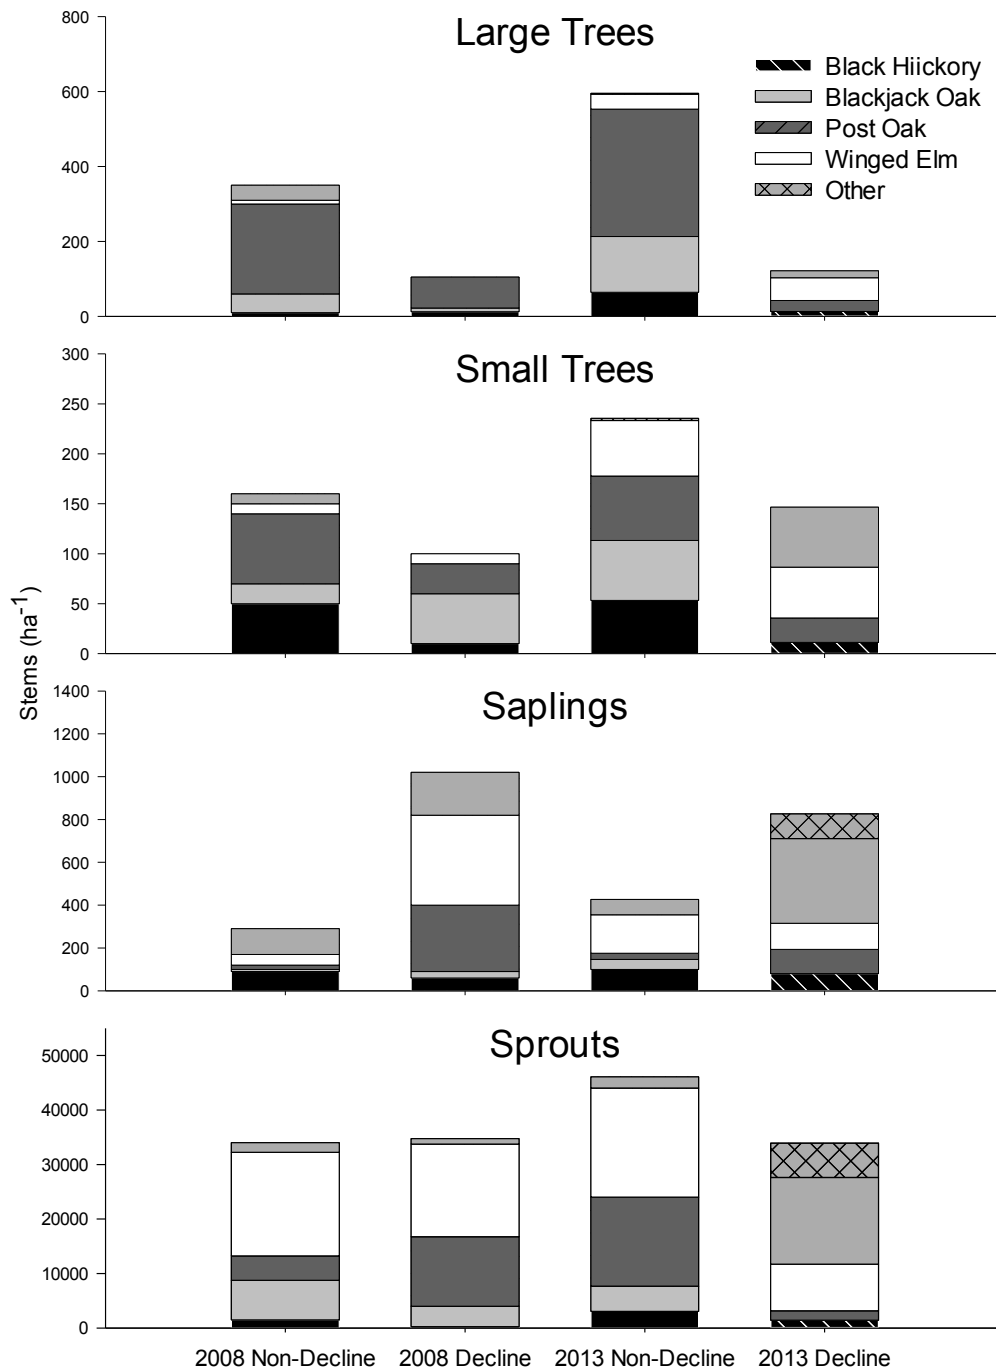 Large Trees
800
600
400
200
0
Black Hiickory
Blackjack Oak
Post Oak
Winged Elm
Other
Small Trees
300
250
200
150
100
50
0
Stems (ha⁻¹)
Saplings
1400
1200
1000
800
600
400
200
0
Sprouts
50000
40000
30000
20000
10000
0
2008 Non-Decline 2008 Decline 2013 Non-Decline 2013 Decline